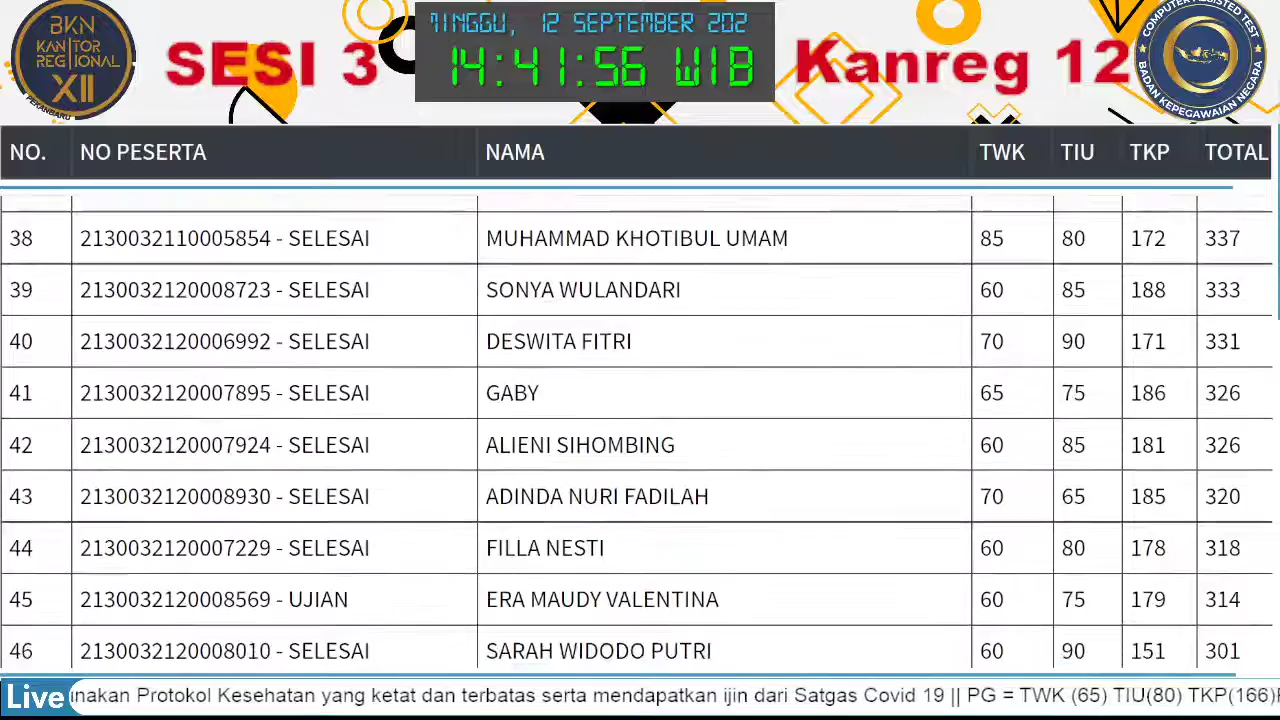 BKN
KANTOR
REGIONAL
XII
PEKANBARU
SESI 3
MINGGU, 12 SEPTEMBER 202
14:41:56 WIB
Kanreg 12
COMPUTER ASSISTED TEST
BADAN KEPEGAWAIAN NEGARA
NO. NO PESERTA NAMA TWK TIU TKP TOTAL
38 2130032110005854 - SELESAI MUHAMMAD KHOTIBUL UMAM 85 80 172 337
39 2130032120008723 - SELESAI SONYA WULANDARI 60 85 188 333
40 2130032120006992 - SELESAI DESWITA FITRI 70 90 171 331
41 2130032120007895 - SELESAI GABY 65 75 186 326
42 2130032120007924 - SELESAI ALIENI SIHOMBING 60 85 181 326
43 2130032120008930 - SELESAI ADINDA NURI FADILAH 70 65 185 320
44 2130032120007229 - SELESAI FILLA NESTI 60 80 178 318
45 2130032120008569 - UJIAN ERA MAUDY VALENTINA 60 75 179 314
46 2130032120008010 - SELESAI SARAH WIDODO PUTRI 60 90 151 301
Live unakan Protokol Kesehatan yang ketat dan terbatas serta mendapatkan ijin dari Satgas Covid 19 || PG = TWK (65) TIU(80) TKP(166)